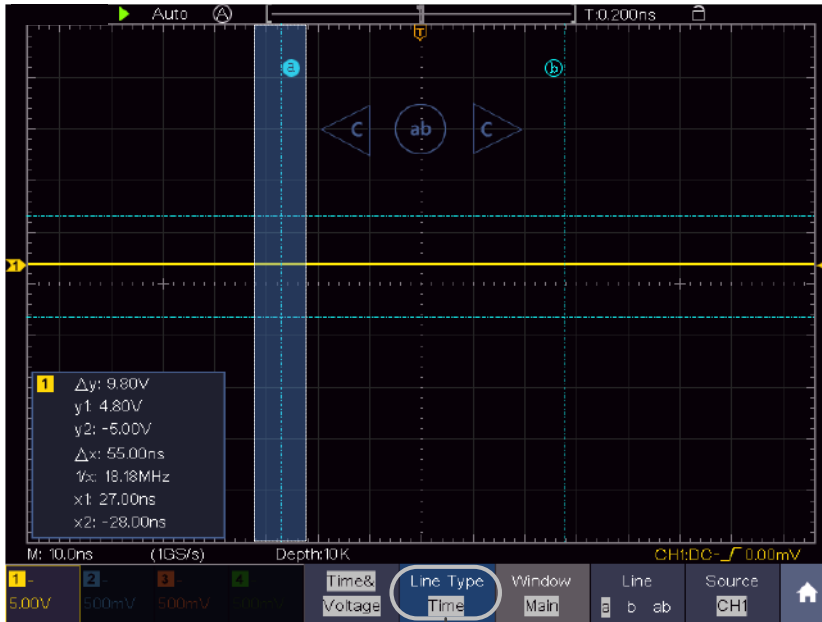 Auto A T:0.200ns
T
a b
C ab C
1
1 Δy: 9.80V
y1: 4.80V
y2: -5.00V
Δx: 55.00ns
1/x: 18.18MHz
x1: 27.00ns
x2: -28.00ns
M: 10.0ns (1GS/s) Depth:10K CH1:DC- 0.00mV
1 - 2 - 3 - 4 Time& Line Type Window Line Source
5.00V 500mV 500mV 500mV Voltage Time Main a b ab CH1